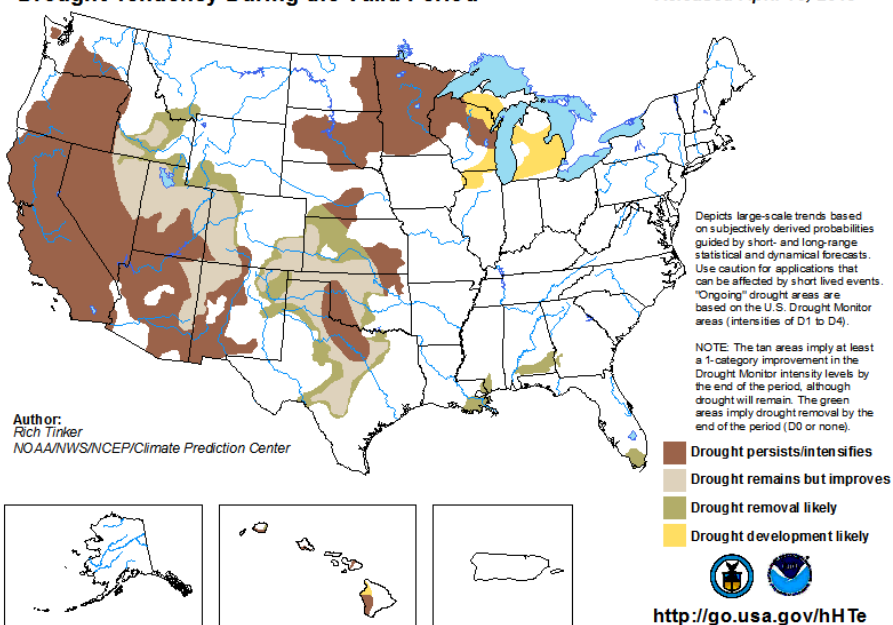 Drought Tendency During the Valid Period
Depicts large-scale trends based
on subjectively derived probabilities
guided by short- and long-range
statistical and dynamical forecasts.
Use caution for applications that
can be affected by short lived events.
"Ongoing" drought areas are
based on the U.S. Drought Monitor
areas (intensities of D1 to D4).
NOTE: The tan areas imply at least
a 1-category improvement in the
Drought Monitor intensity levels by
the end of the period, although
drought will remain. The green
areas imply drought removal by the
end of the period (D0 or none).
Author:
Rich Tinker
NOAA/NWS/NCEP/Climate Prediction Center
Drought persists/intensifies
Drought remains but improves
Drought removal likely
Drought development likely
http://go.usa.gov/hHTe